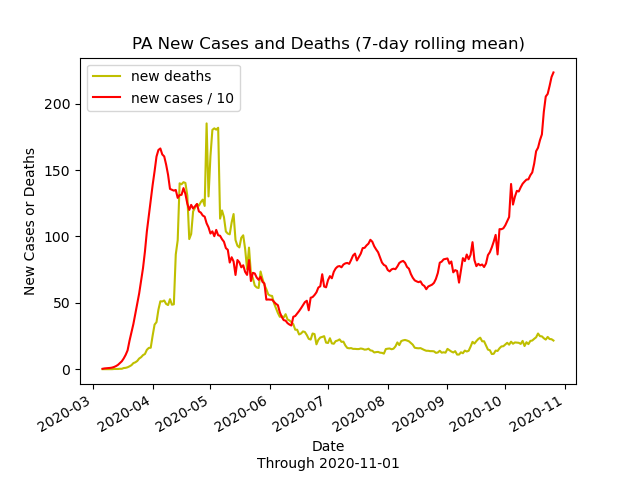 PA New Cases and Deaths (7-day rolling mean)
new deaths
new cases / 10
New Cases or Deaths
200
150
100
50
0
2020-03
2020-04
2020-05
2020-06
2020-07
2020-08
2020-09
2020-10
2020-11
Date
Through 2020-11-01